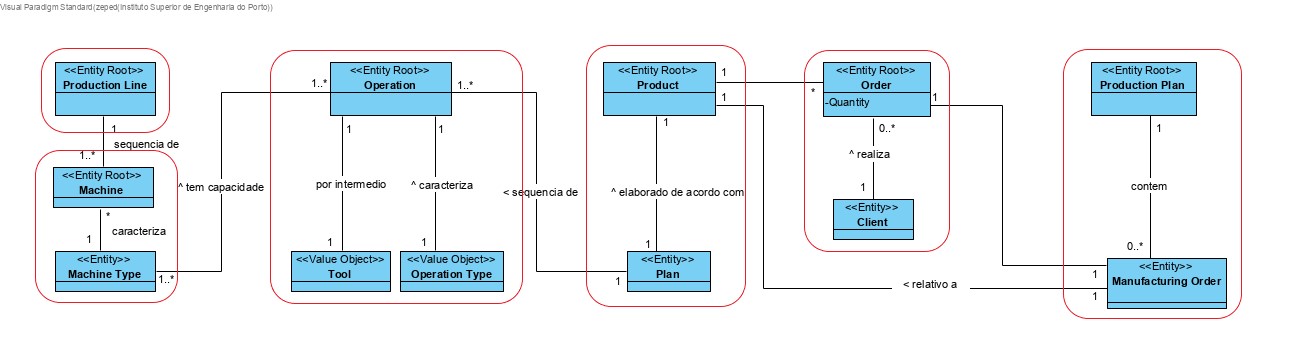 Visual Paradigm Standard(zeped(Instituto Superior de Engenharia do Porto))
<<Entity Root>>
Production Line
1
sequencia de
1..*
<<Entity Root>>
Machine
*
caracteriza
1
<<Entity>>
Machine Type
1..*
^ tem capacidade
1..*
<<Entity Root>>
Operation
1..*
1
1
por intermedio
^ caracteriza
1
1
<<Value Object>>
Tool
<<Value Object>>
Operation Type
< sequencia de
1
<<Entity Root>>
Product
1
1
1
^ elaborado de acordo com
1
<<Entity>>
Plan
*
<<Entity Root>>
Order
-Quantity
1
0..*
^ realiza
1
<<Entity>>
Client
< relativo a
<<Entity Root>>
Production Plan
1
contem
0..*
<<Entity>>
Manufacturing Order
1
1